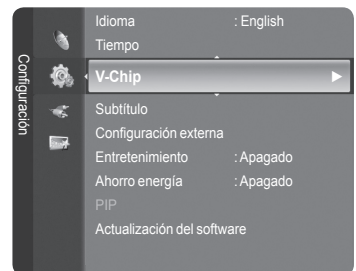 Configuración
Idioma : English
Tiempo
V-Chip
Subtítulo
Configuración externa
Entretenimiento : Apagado
Ahorro energía : Apagado
PIP
Actualización del software